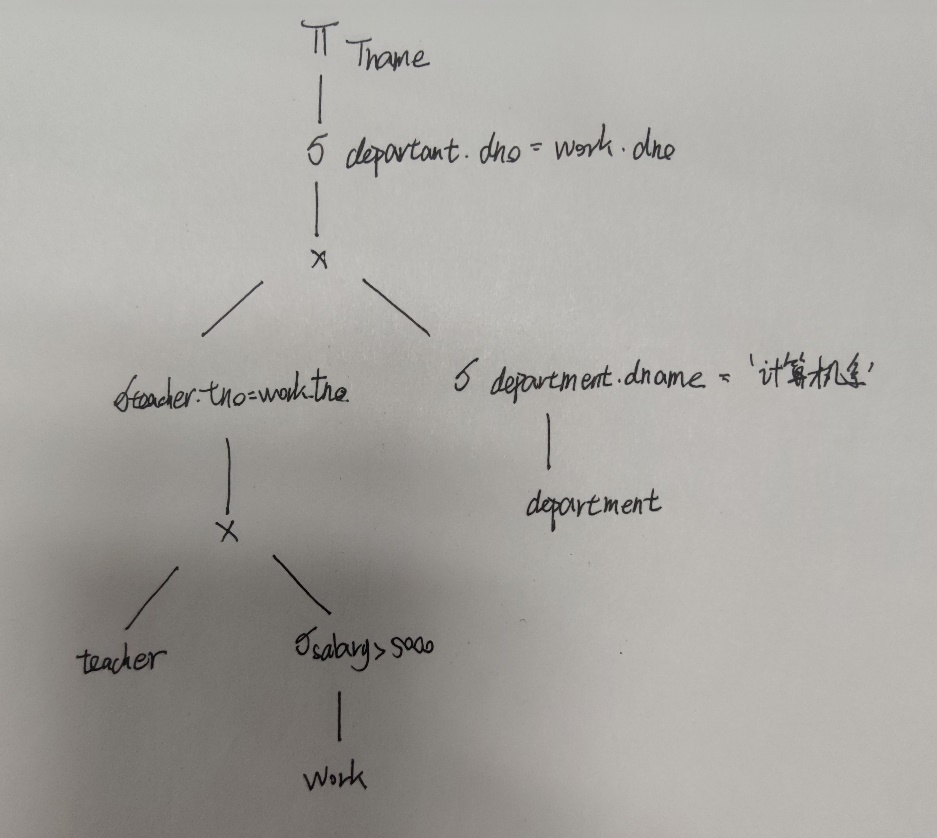 π Tname
σ departant. dno = work. dno
×
σteacher.tno=work.tno
σ department.dname = '计算机系'
department
×
teacher
σsalary>5000
work